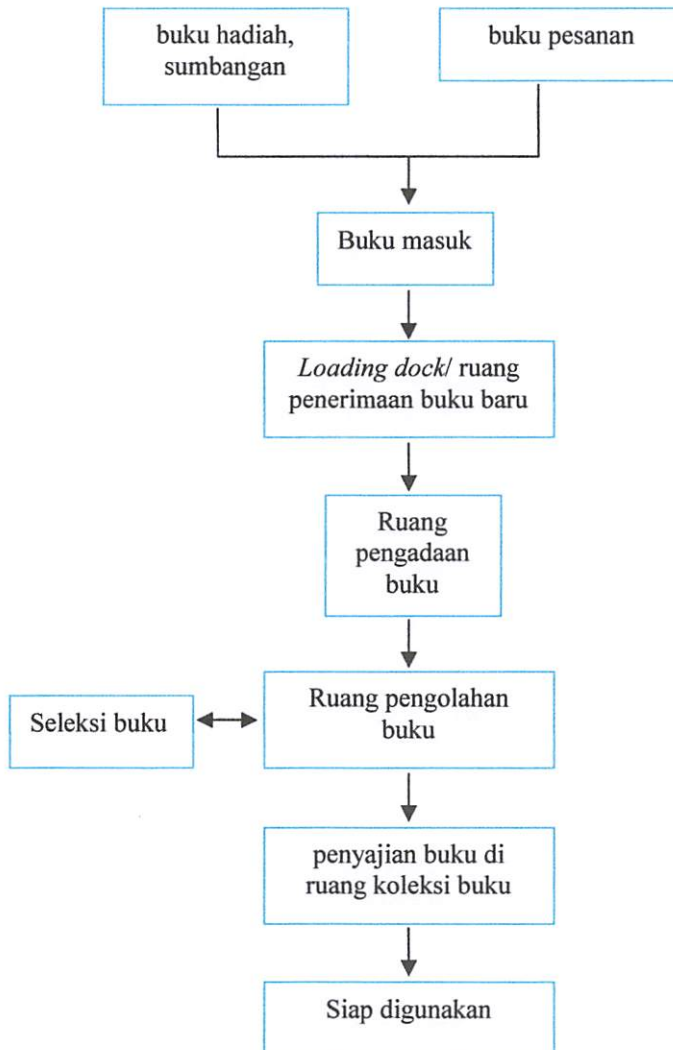 buku hadiah,
sumbangan
buku pesanan
Buku masuk
Loading dock/ ruang
penerimaan buku baru
Ruang
pengadaan
buku
Seleksi buku
Ruang pengolahan
buku
penyajian buku di
ruang koleksi buku
Siap digunakan